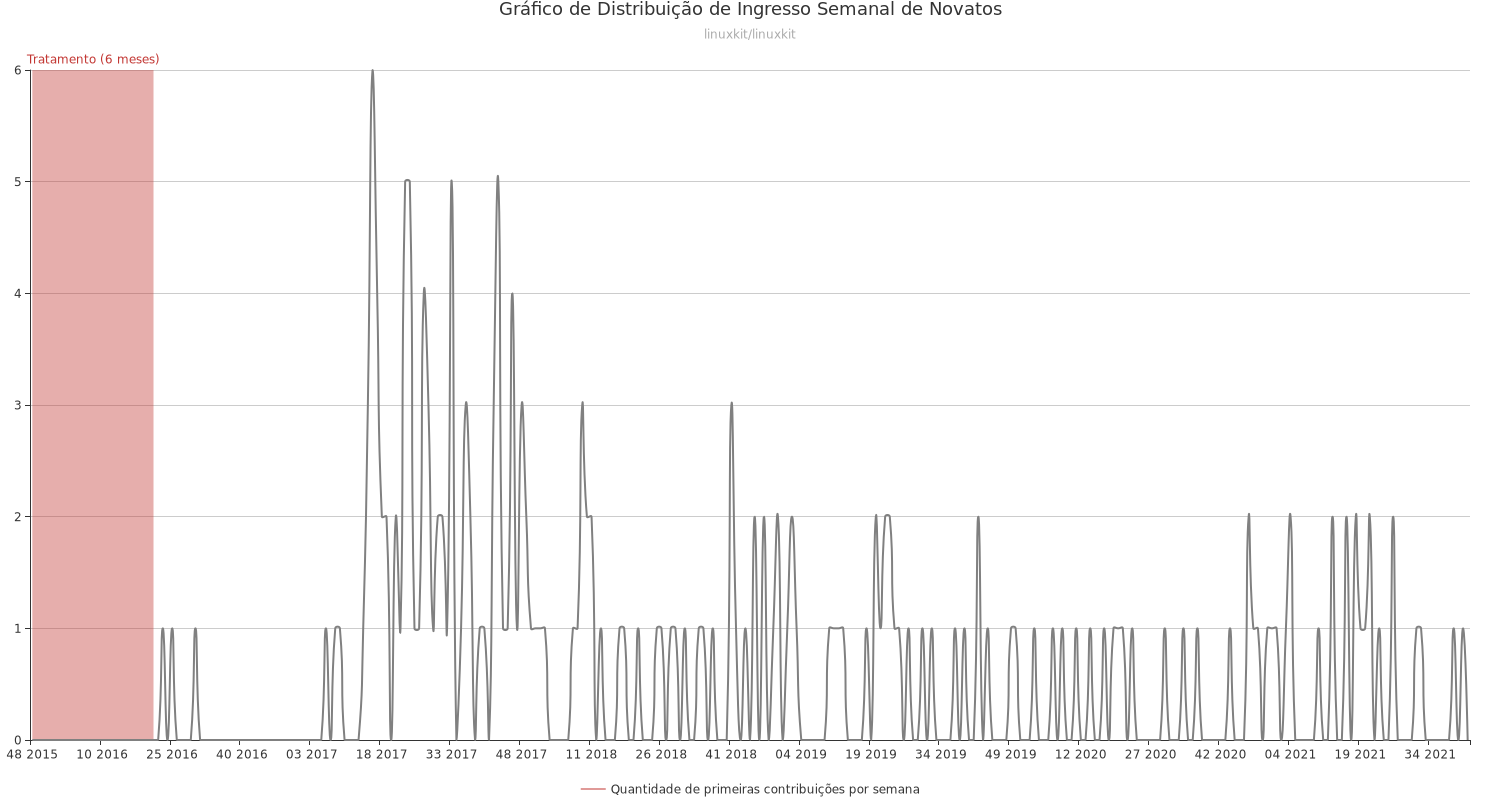 Gráfico de Distribuição de Ingresso Semanal de Novatos
linuxkit/linuxkit
Tratamento (6 meses)
6
5
4
3
2
1
0
48 2015 10 2016 25 2016 40 2016 03 2017 18 2017 33 2017 48 2017 11 2018 26 2018 41 2018 04 2019 19 2019 34 2019 49 2019 12 2020 27 2020 42 2020 04 2021 19 2021 34 2021
Quantidade de primeiras contribuições por semana